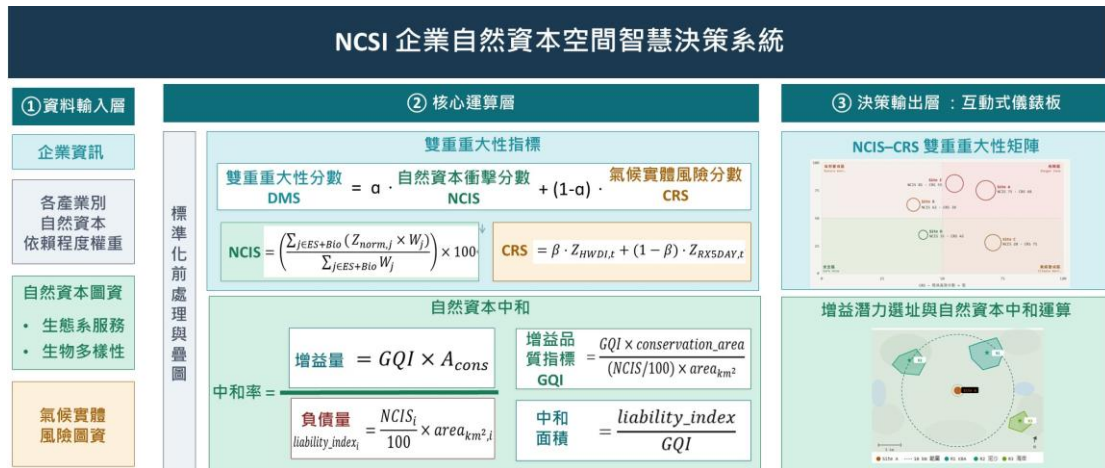 NCSI 企業自然資本空間智慧決策系統
①資料輸入層
企業資訊
各產業別
自然資本
依賴程度權重
自然資本圖資
• 生態系服務
• 生物多樣性
氣候實體
風險圖資
② 核心運算層
標準化前處理與疊圖
雙重重大性指標
雙重重大性分數 DMS = α · 自然資本衝擊分數 NCIS + (1-α) · 氣候實體風險分數 CRS
NCIS = (∑j∈ES+Bio (Znorm,j × Wj) / ∑j∈ES+Bio Wj) × 100
CRS = β · ZHWDI,t + (1 − β) · ZRX5DAY,t
自然資本中和
中和率 =
增益量 = GQI × Acons
負債量 liability_indexi = NCISi / 100 × areakm²,i
增益品質指標 GQI = GQI × conservation_area / (NCIS/100) × areakm²
中和面積 = liability_index / GQI
③ 決策輸出層 ：互動式儀錶板
NCIS–CRS 雙重重大性矩陣
100
75
50
25
0
增益潛力選址與自然資本中和運算